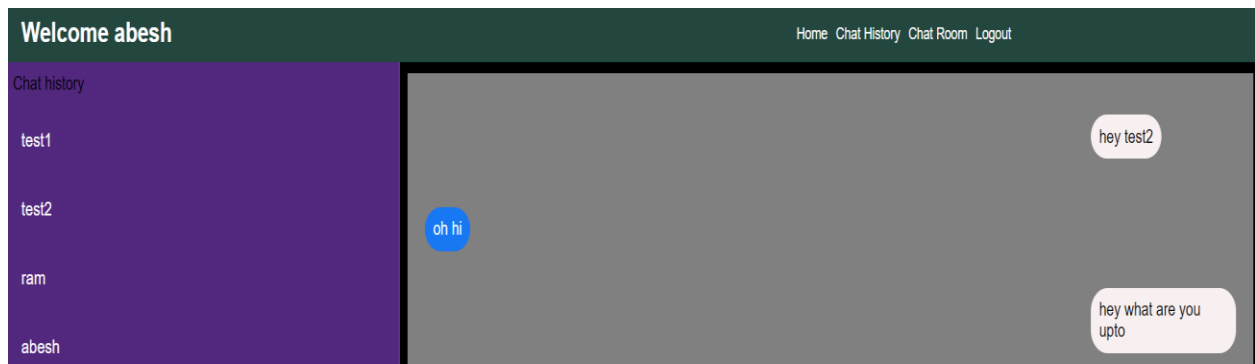 Welcome abesh
Home Chat History Chat Room Logout
Chat history
test1
test2
ram
abesh
hey test2
oh hi
hey what are you
upto